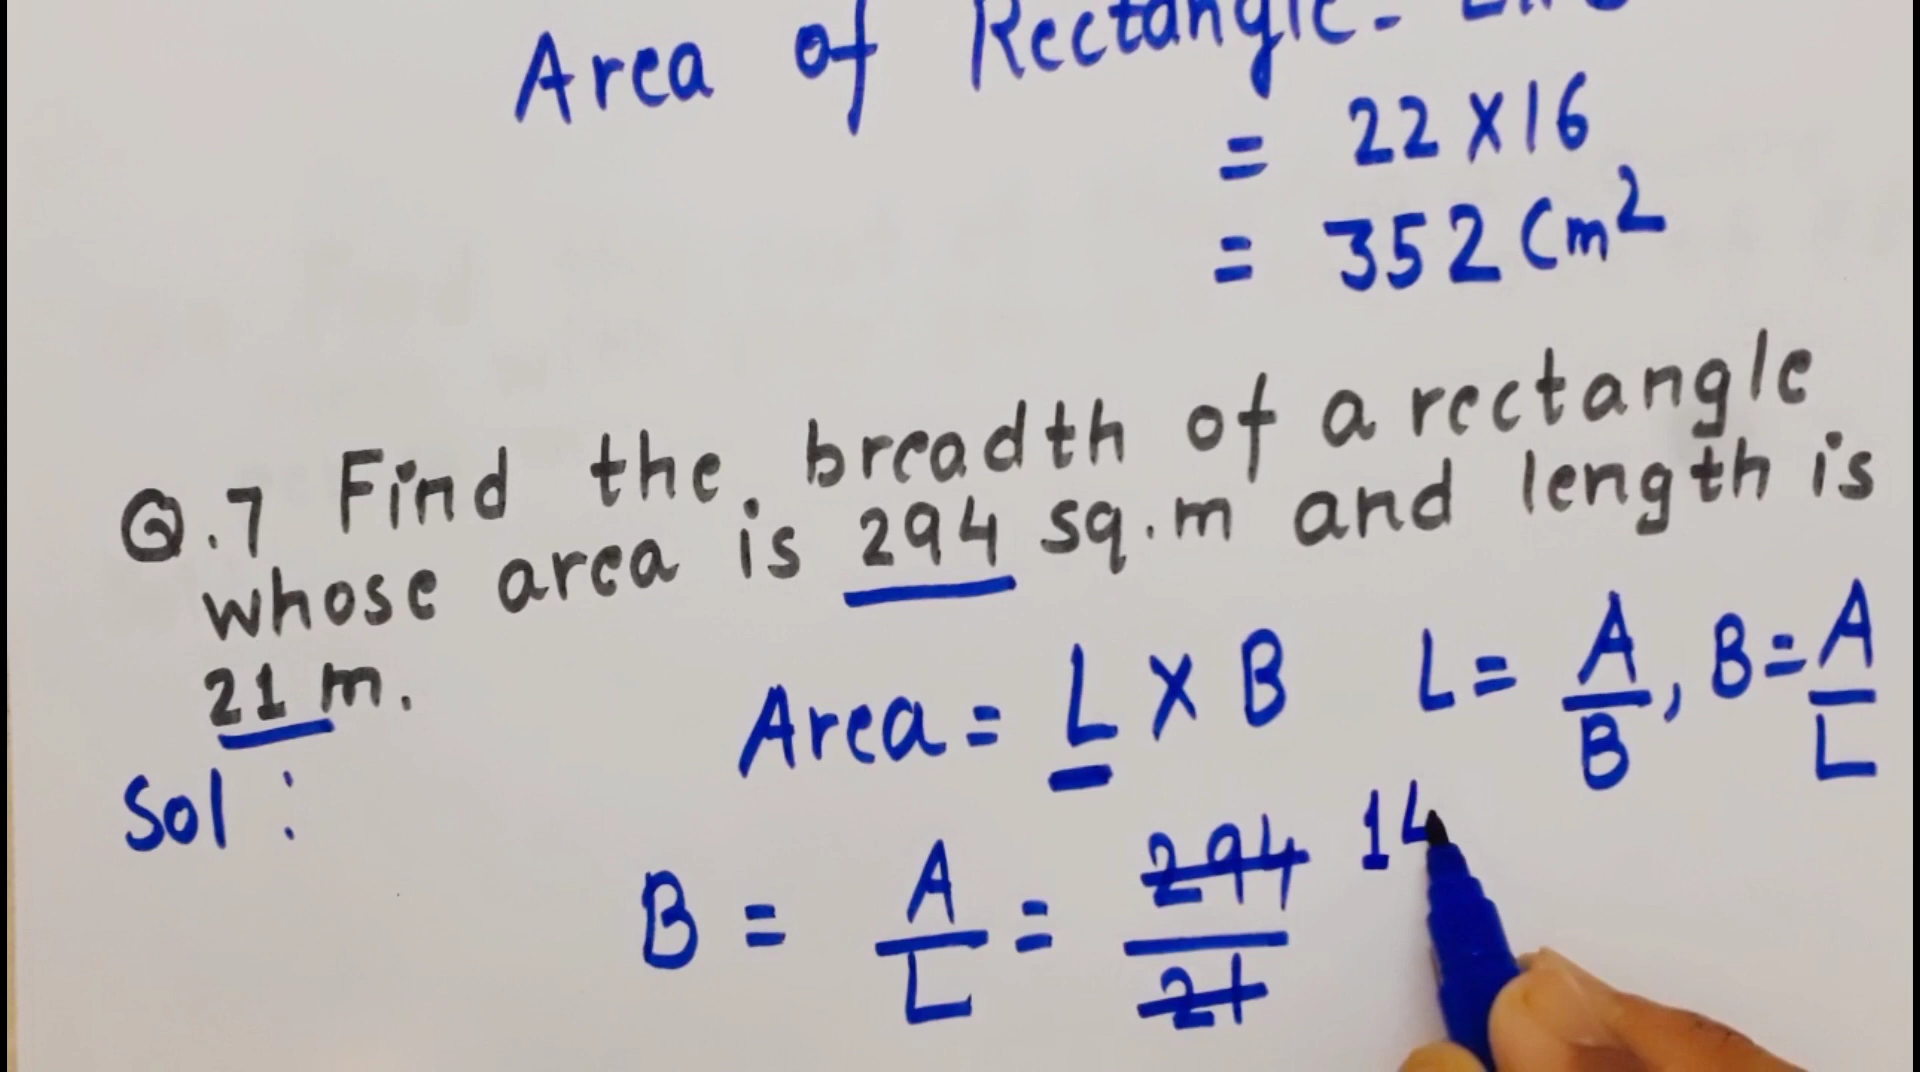 Area of Rectangle =
= 22 X 16
= 352 Cm²
Q.7 Find the breadth of a rectangle
whose area is 294 sq.m and length is
21 m.
Area = L X B L = A/B, B = A/L
Sol :
B = A/L = 294/21 14